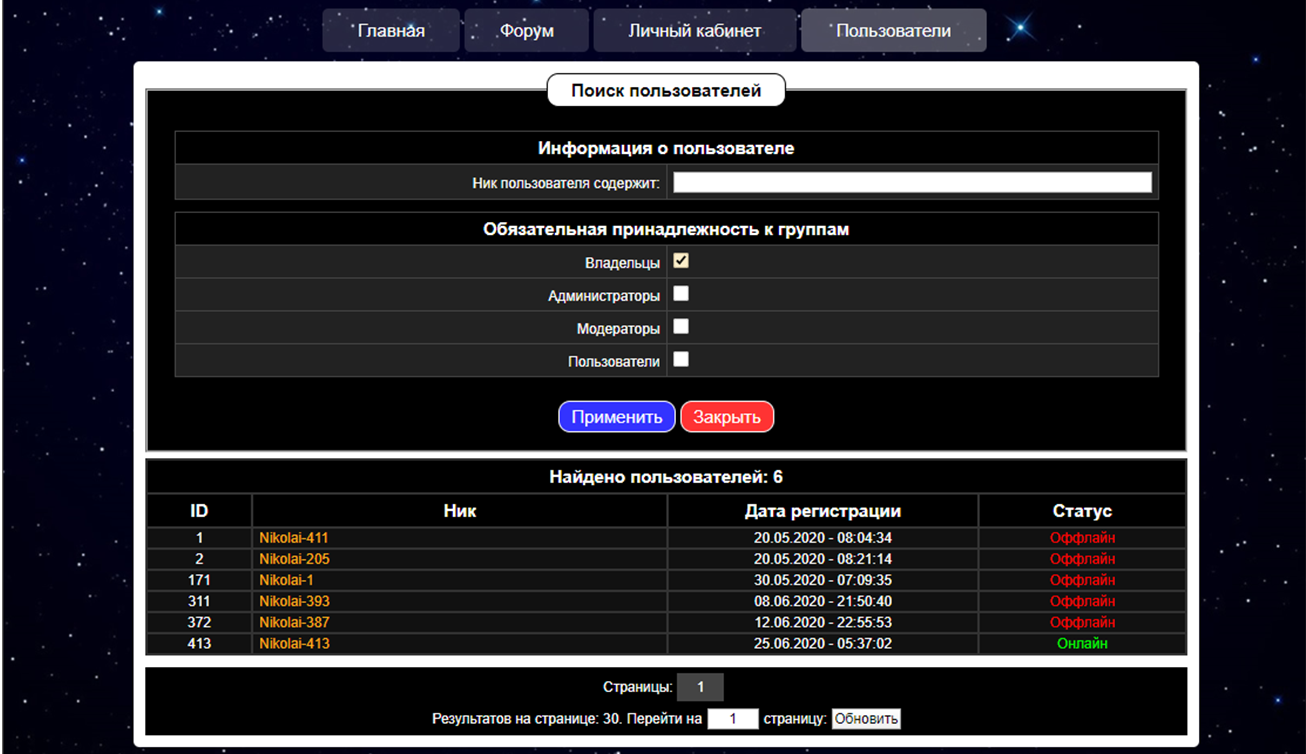 Главная Форум Личный кабинет Пользователи
Поиск пользователей
Информация о пользователе
Ник пользователя содержит:
Обязательная принадлежность к группам
Владельцы
Администраторы
Модераторы
Пользователи
Применить Закрыть
Найдено пользователей: 6
ID Ник Дата регистрации Статус
1 Nikolai-411 20.05.2020 - 08:04:34 Оффлайн
2 Nikolai-205 20.05.2020 - 08:21:14 Оффлайн
171 Nikolai-1 30.05.2020 - 07:09:35 Оффлайн
311 Nikolai-393 08.06.2020 - 21:50:40 Оффлайн
372 Nikolai-387 12.06.2020 - 22:55:53 Оффлайн
413 Nikolai-413 25.06.2020 - 05:37:02 Онлайн
Страницы: 1
Результатов на странице: 30. Перейти на 1 страницу: Обновить